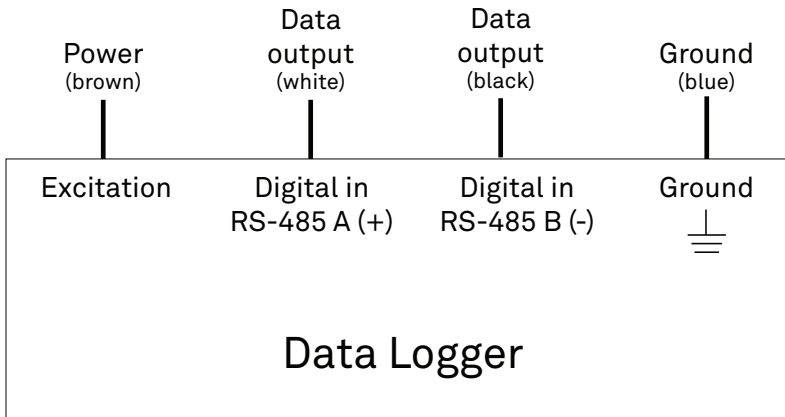 Power
(brown)
Data
output
(white)
Data
output
(black)
Ground
(blue)
Excitation
Digital in
RS-485 A (+)
Digital in
RS-485 B (-)
Ground
Data Logger